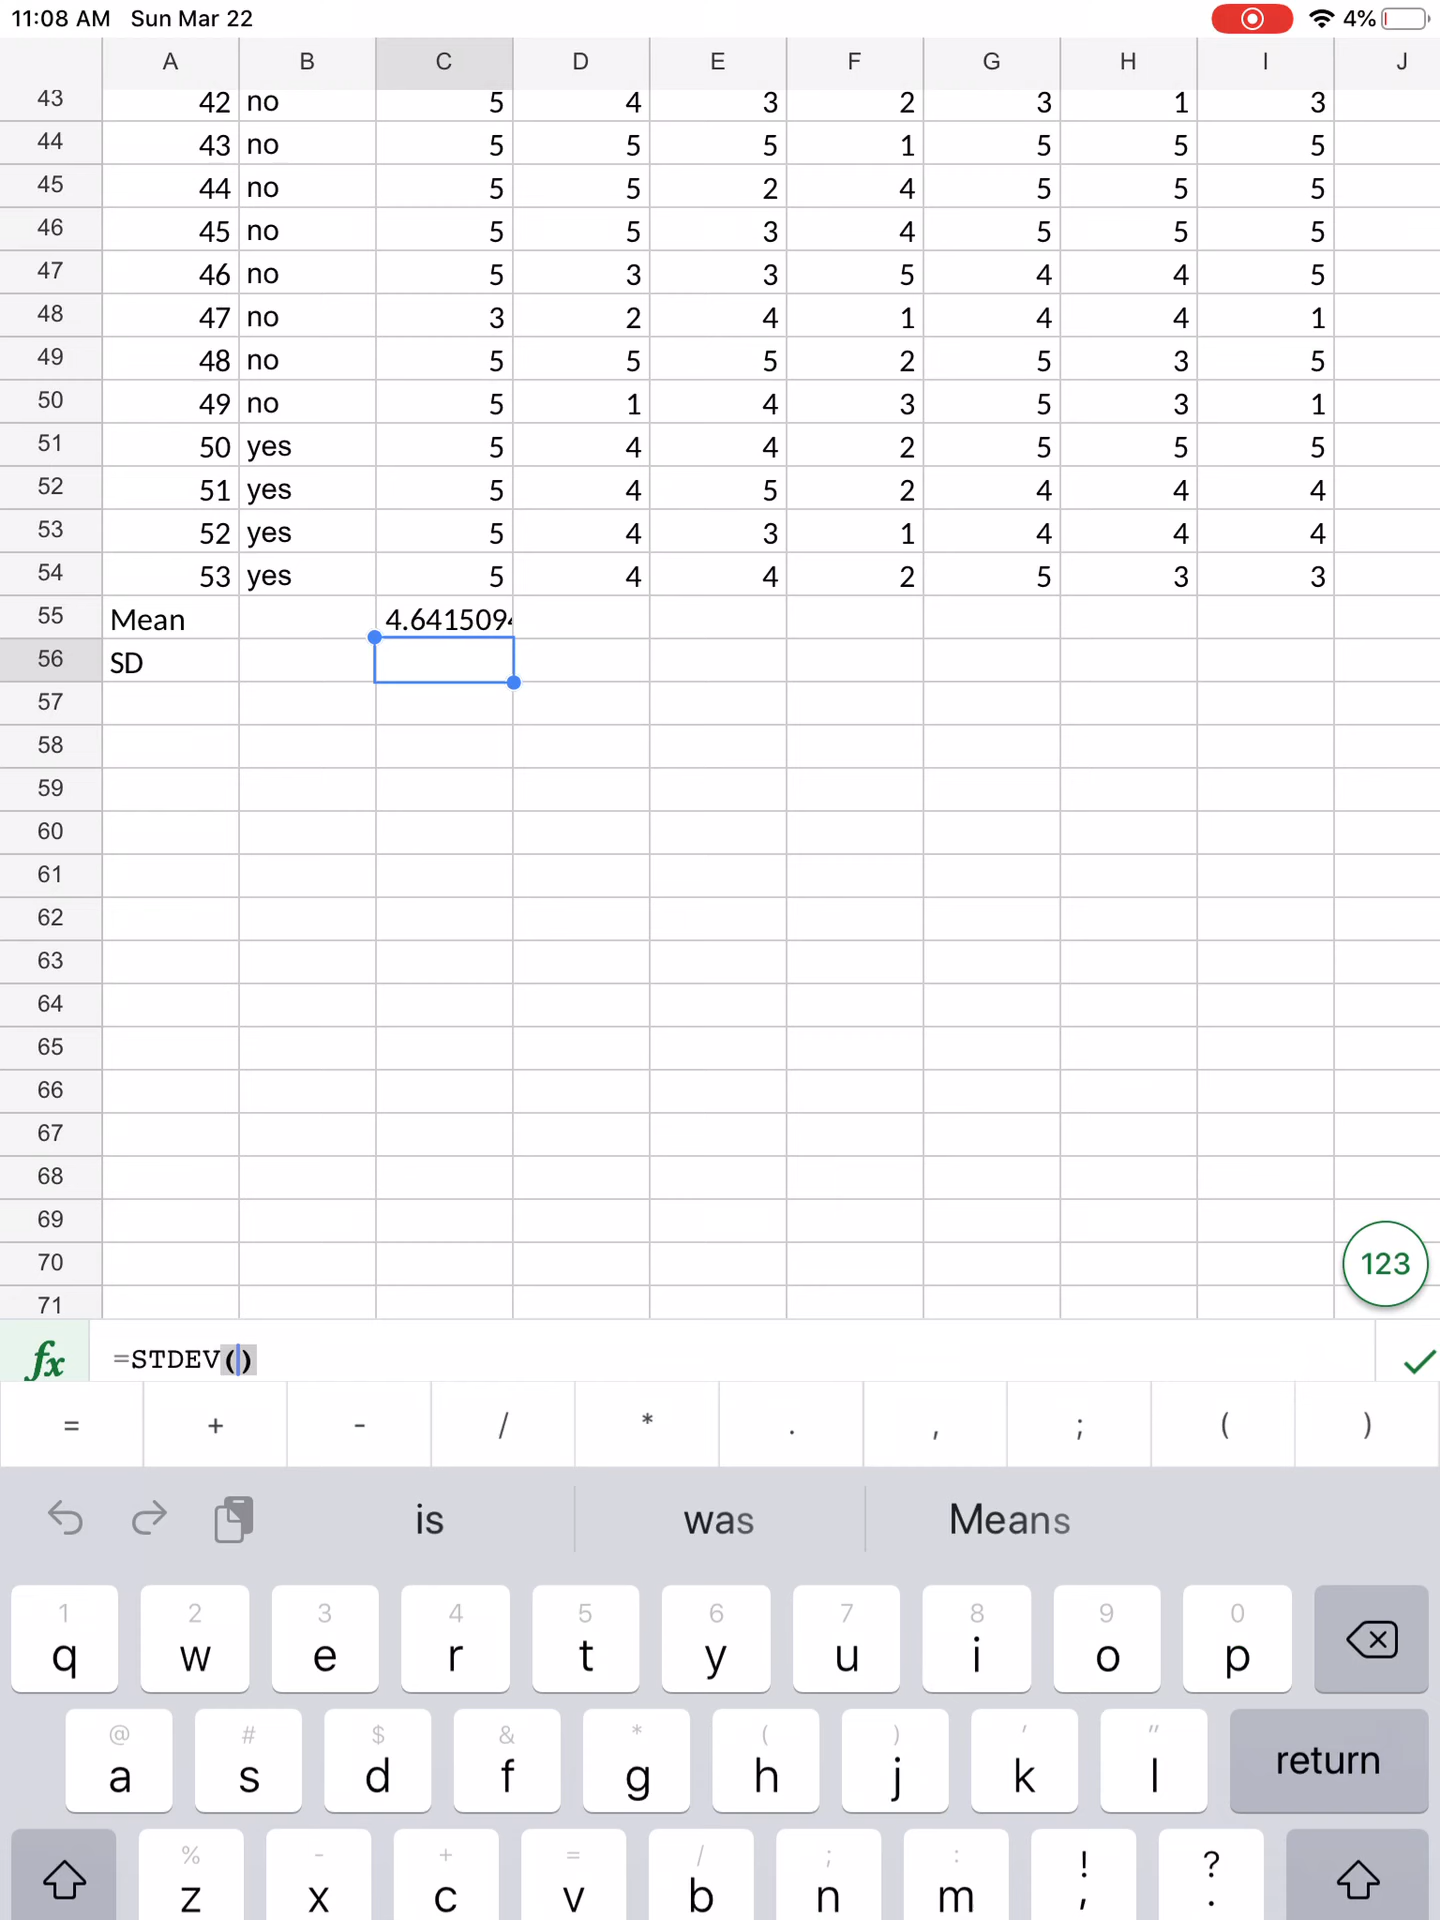 11:08 AM Sun Mar 22 4%
A B C D E F G H I J
43 42 no 5 4 3 2 3 1 3
44 43 no 5 5 5 1 5 5 5
45 44 no 5 5 2 4 5 5 5
46 45 no 5 5 3 4 5 5 5
47 46 no 5 3 3 5 4 4 5
48 47 no 3 2 4 1 4 4 1
49 48 no 5 5 5 2 5 3 5
50 49 no 5 1 4 3 5 3 1
51 50 yes 5 4 4 2 5 5 5
52 51 yes 5 4 5 2 4 4 4
53 52 yes 5 4 3 1 4 4 4
54 53 yes 5 4 4 2 5 3 3
55 Mean 4.6415094
56 SD
57
58
59
60
61
62
63
64
65
66
67
68
69
70
71
123
fx =STDEV()
= + - / * . , ; ( )
is was Means
1 2 3 4 5 6 7 8 9 0
q w e r t y u i o p
@ # $ & * ( ) ' "
a s d f g h j k l return
% - + = / ; : ! ?
z x c v b n m , .